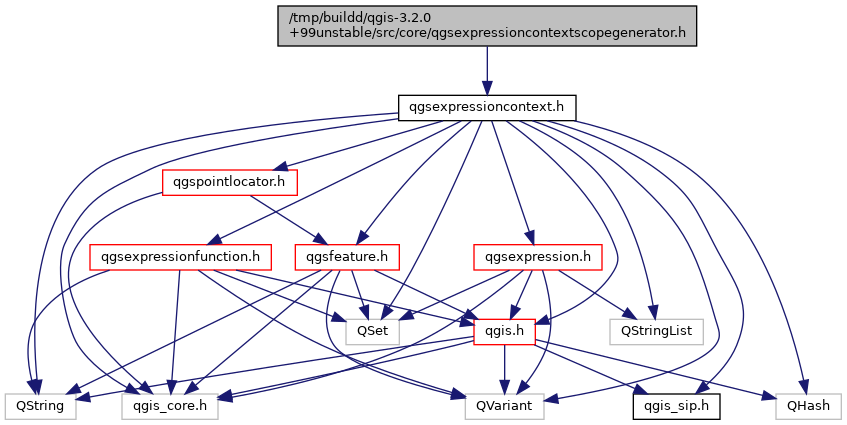 /tmp/buildd/qgis-3.2.0
+99unstable/src/core/qgsexpressioncontextscopegenerator.h
qgsexpressioncontext.h
qgspointlocator.h
qgsexpressionfunction.h
qgsfeature.h
qgsexpression.h
QSet
qgis.h
QStringList
QString
qgis_core.h
QVariant
qgis_sip.h
QHash